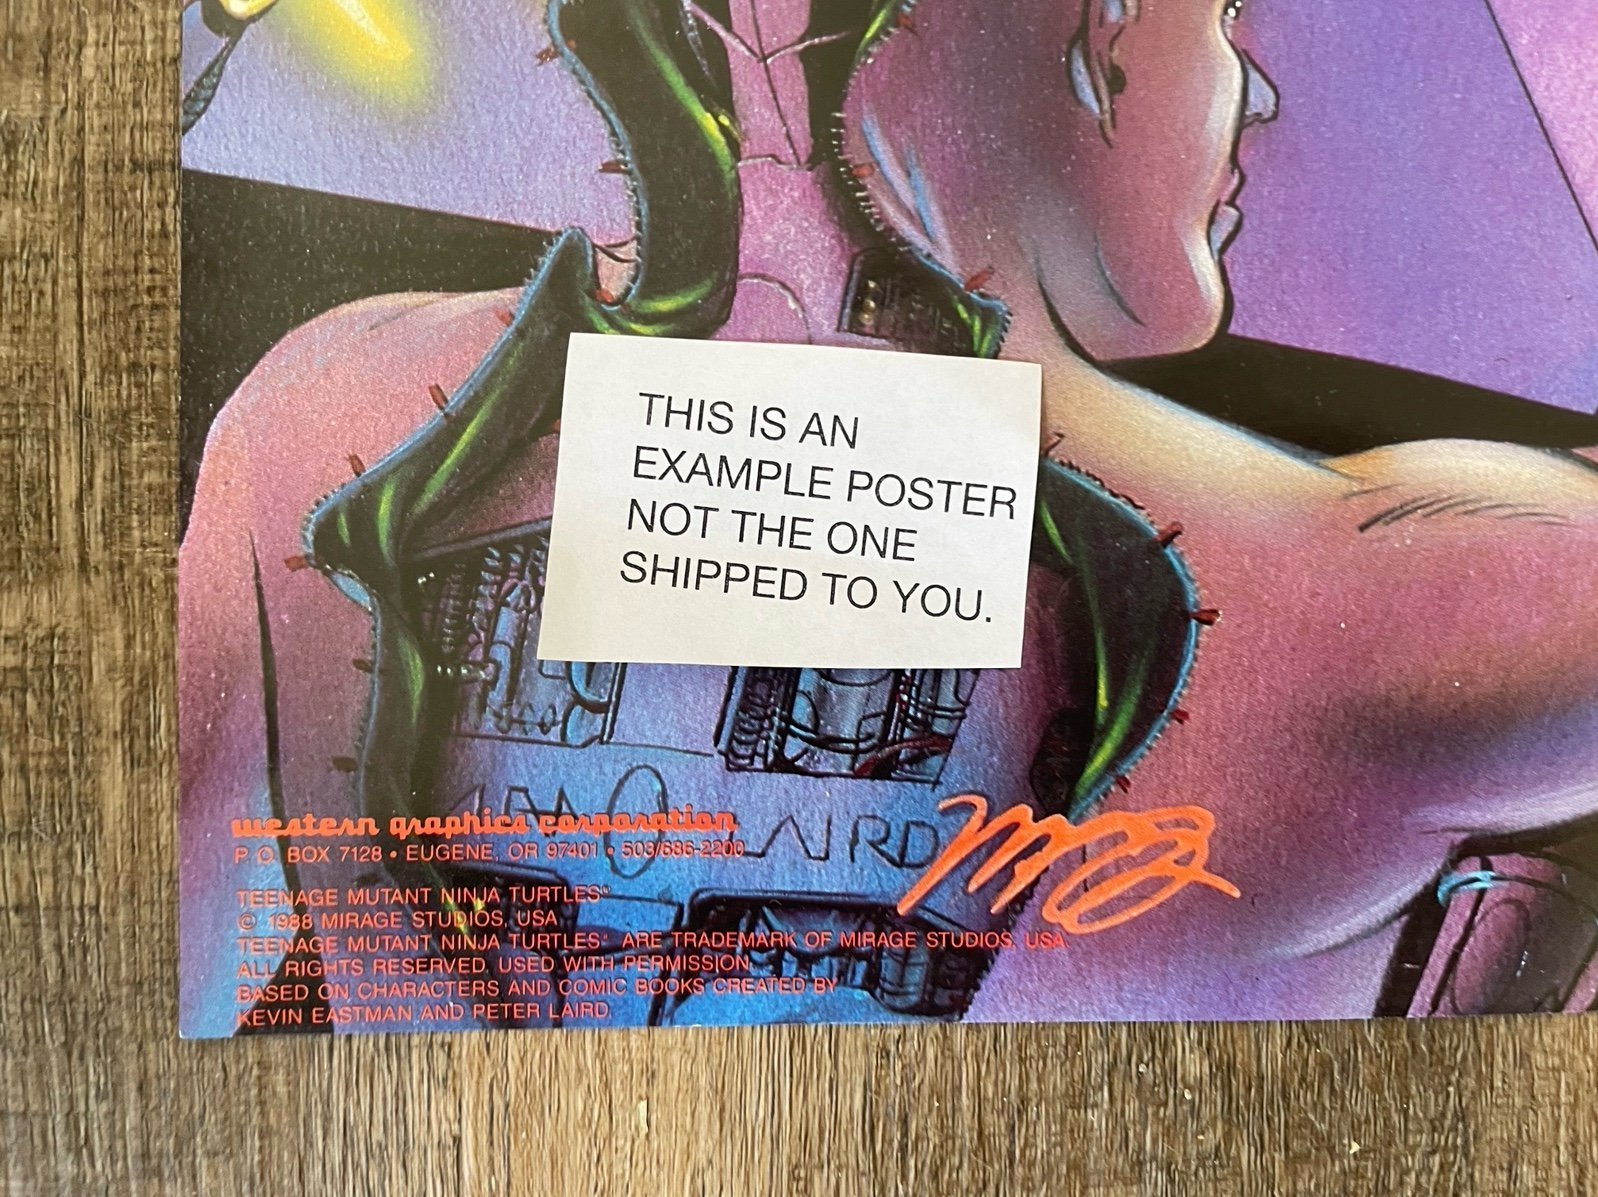 THIS IS AN
EXAMPLE POSTER
NOT THE ONE
SHIPPED TO YOU.
LAIRD
western graphics corporation
P.O. BOX 7128 • EUGENE, OR 97401 • 503/686-2200
TEENAGE MUTANT NINJA TURTLES®
© 1988 MIRAGE STUDIOS, USA
TEENAGE MUTANT NINJA TURTLES® ARE TRADEMARK OF MIRAGE STUDIOS, USA
ALL RIGHTS RESERVED. USED WITH PERMISSION
BASED ON CHARACTERS AND COMIC BOOKS CREATED BY
KEVIN EASTMAN AND PETER LAIRD